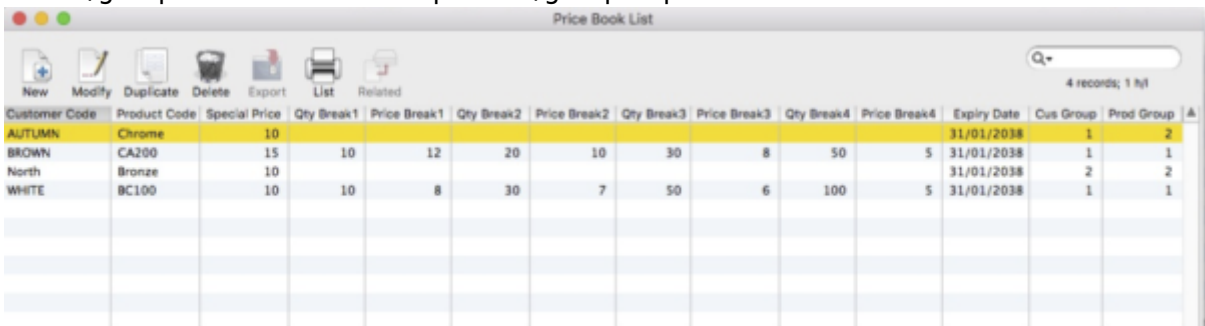 Price Book List
New Modify Duplicate Delete Export List Related
4 records; 1 h/l
Customer Code Product Code Special Price Qty Break1 Price Break1 Qty Break2 Price Break2 Qty Break3 Price Break3 Qty Break4 Price Break4 Expiry Date Cus Group Prod Group
AUTUMN Chrome 10 31/01/2038 1 2
BROWN CA200 15 10 12 20 10 30 8 50 5 31/01/2038 1 1
North Bronze 10 31/01/2038 2 2
WHITE BC100 10 10 8 30 7 50 6 100 5 31/01/2038 1 1